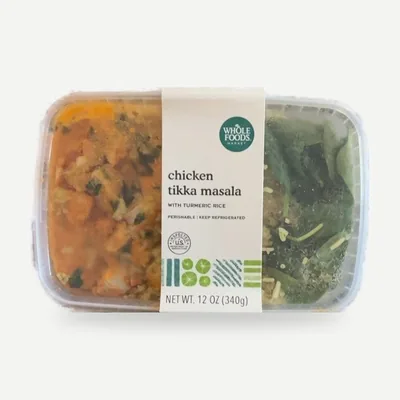 WHOLE
FOODS
MARKET
chicken
tikka masala
WITH TURMERIC RICE
PERISHABLE | KEEP REFRIGERATED
U.S.
NET WT. 12 OZ (340g)